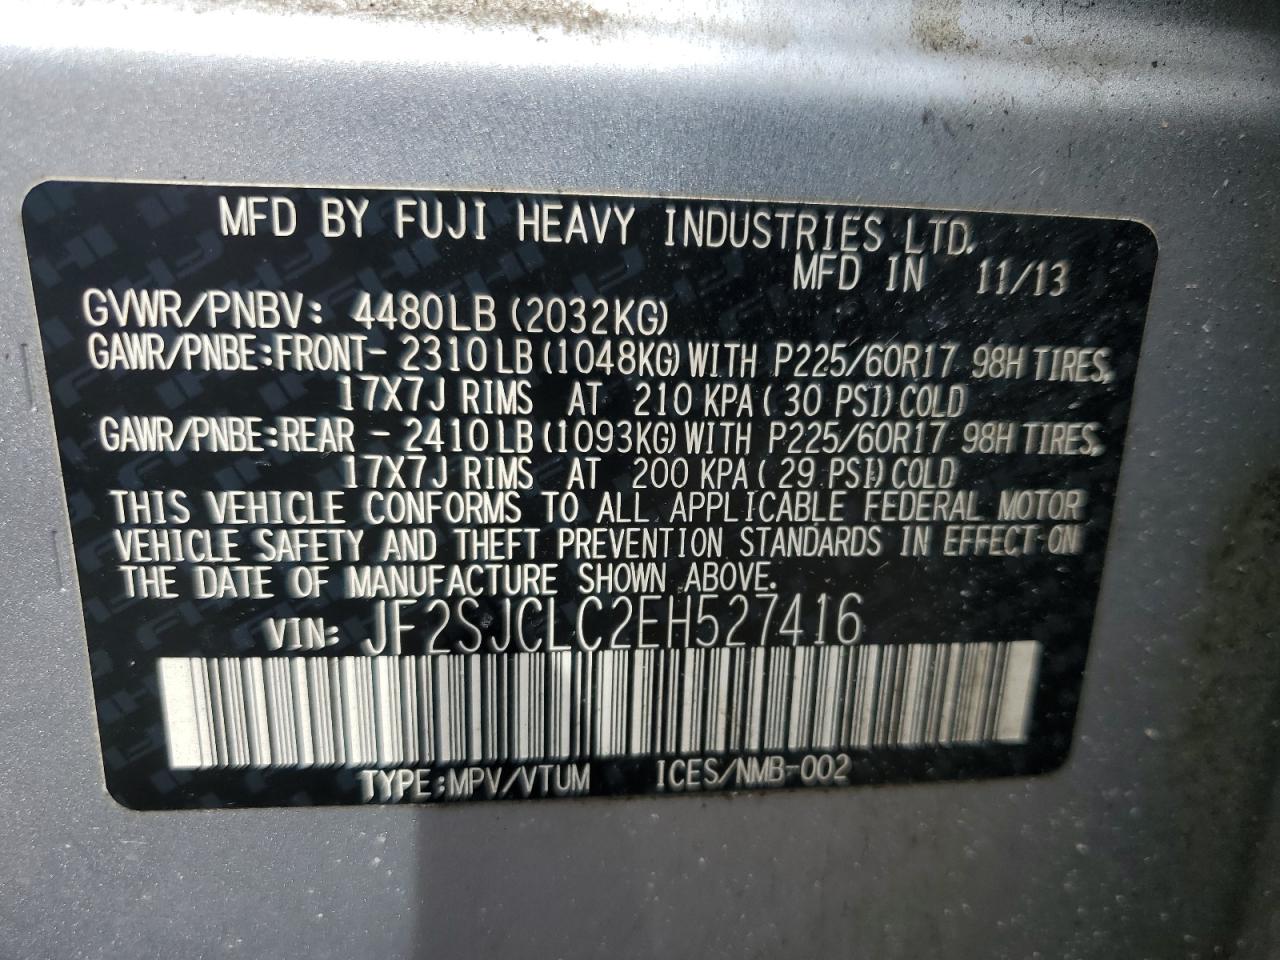 MFD BY FUJI HEAVY INDUSTRIES LTD.
MFD IN 11/13
GVWR/PNBV: 4480LB (2032KG)
GAWR/PNBE:FRONT- 2310LB(1048KG)WITH P225/60R17 98H TIRES,
17X7J RIMS AT 210 KPA(30 PSI)COLD
GAWR/PNBE:REAR - 2410LB(1093KG)WITH P225/60R17 98H TIRES,
17X7J RIMS AT 200 KPA(29 PSI)COLD
THIS VEHICLE CONFORMS TO ALL APPLICABLE FEDERAL MOTOR
VEHICLE SAFETY AND THEFT PREVENTION STANDARDS IN EFFECT ON
THE DATE OF MANUFACTURE SHOWN ABOVE.
VIN: JF2SJCLC2EH527416
TYPE:MPV/VTUM ICES/NMB-002